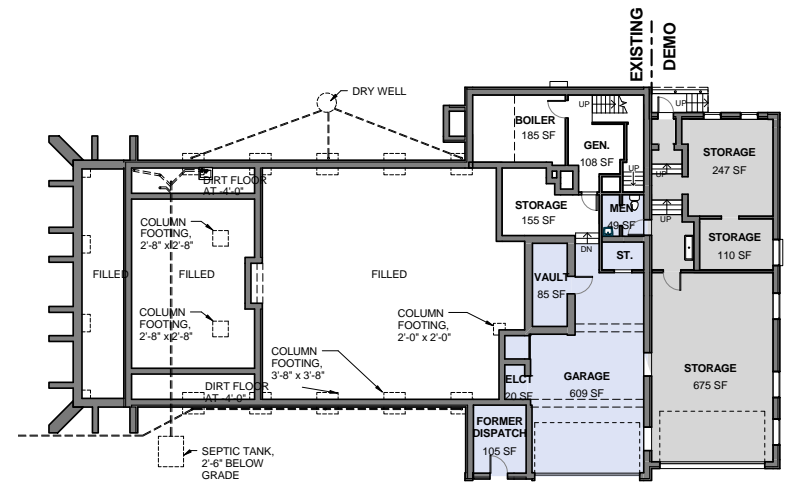 EXISTING
DEMO
DRY WELL
BOILER
185 SF
UP
GEN.
108 SF
UP
UP
STORAGE
247 SF
UP
UP
DIRT FLOOR
AT -4'-0"
STORAGE
155 SF
MEN
49 SF
STORAGE
110 SF
COLUMN
FOOTING,
2'-8" x 2'-8"
DN
ST.
FILLED
FILLED
FILLED
VAULT
85 SF
COLUMN
FOOTING,
2'-8" x 2'-8"
COLUMN
FOOTING,
2'-0" x 2'-0"
COLUMN
FOOTING,
3'-8" x 3'-8"
DIRT FLOOR
AT -4'-0"
ELCT
20 SF
GARAGE
609 SF
STORAGE
675 SF
FORMER
DISPATCH
105 SF
SEPTIC TANK,
2'-6" BELOW
GRADE